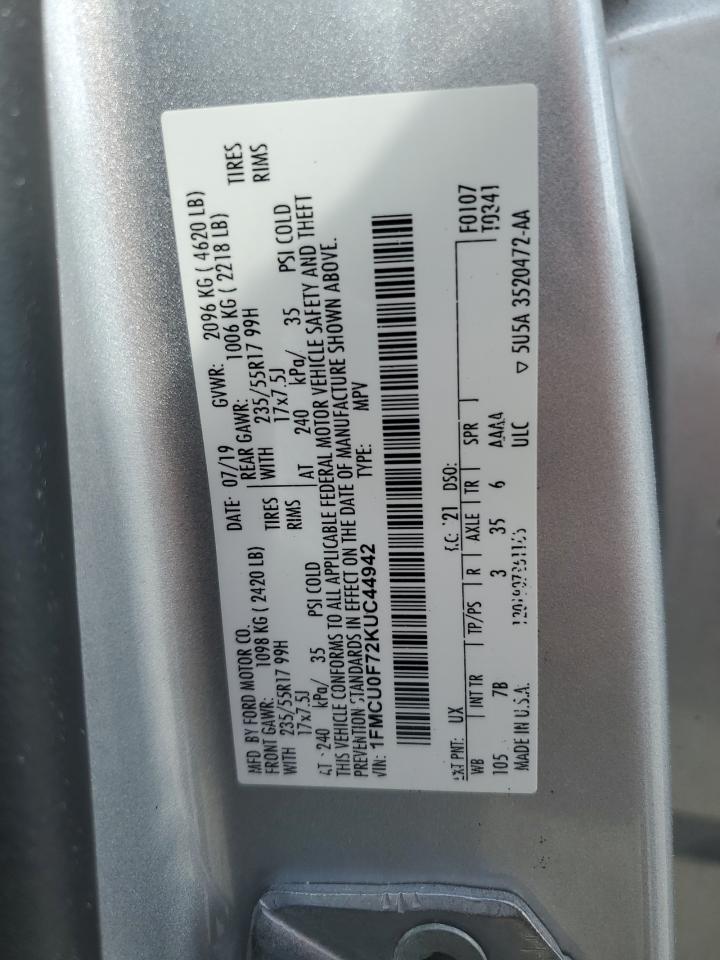 MFD BY FORD MOTOR CO. DATE: 07/19 GVWR: 2096 KG ( 4620 LB)
FRONT GAWR: 1098 KG ( 2420 LB) REAR GAWR: 1006 KG ( 2218 LB)
WITH 235/55R17 99H TIRES WITH 235/55R17 99H TIRES
17x7.5J RIMS 17x7.5J RIMS
AT 240 kPa/ 35 PSI COLD AT 240 kPa/ 35 PSI COLD
THIS VEHICLE CONFORMS TO ALL APPLICABLE FEDERAL MOTOR VEHICLE SAFETY AND THEFT
PREVENTION STANDARDS IN EFFECT ON THE DATE OF MANUFACTURE SHOWN ABOVE.
VIN: 1FMCU0F72KUC44942 TYPE: MPV
F0107
T0341
EXT PNT: UX 21 DSO:
WB INT TR TP/PS R AXLE TR SPR
105 7B 3 35 6 AAAA
MADE IN U.S.A. ULC
▽ 5U5A 3520472-AA